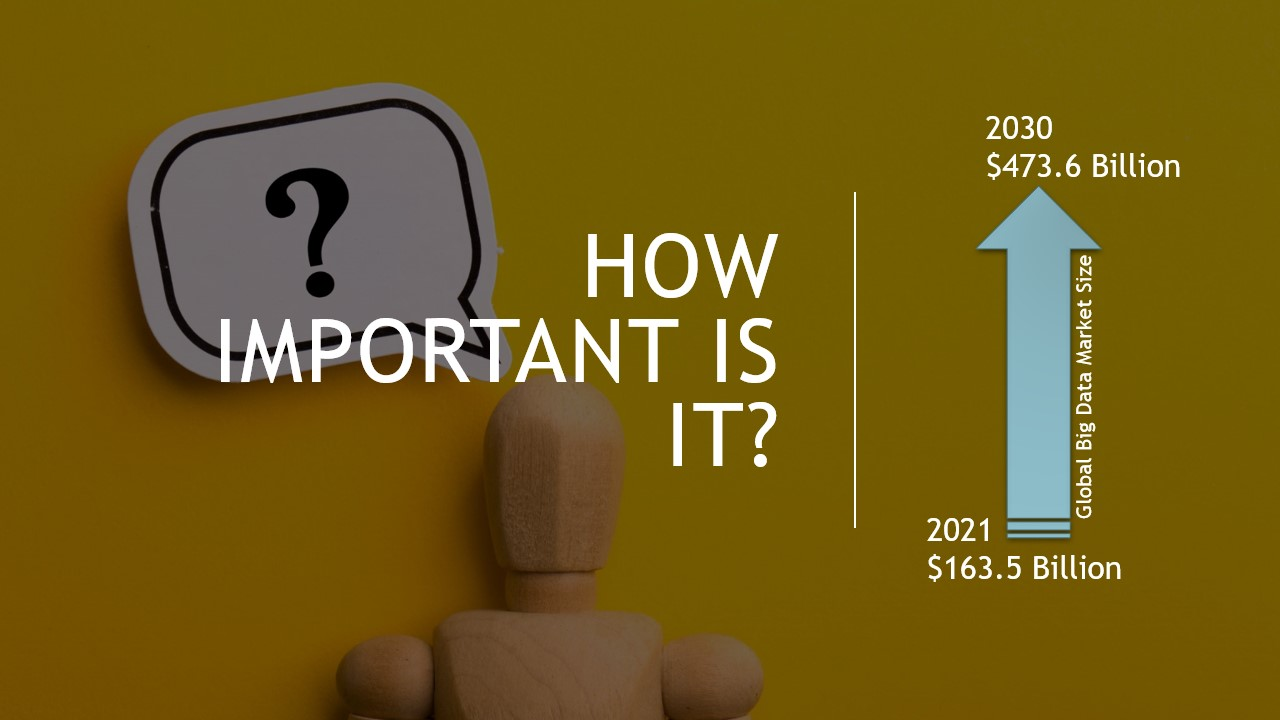 ?
HOW
IMPORTANT IS
IT?
2030
$473.6 Billion
Global Big Data Market Size
2021
$163.5 Billion